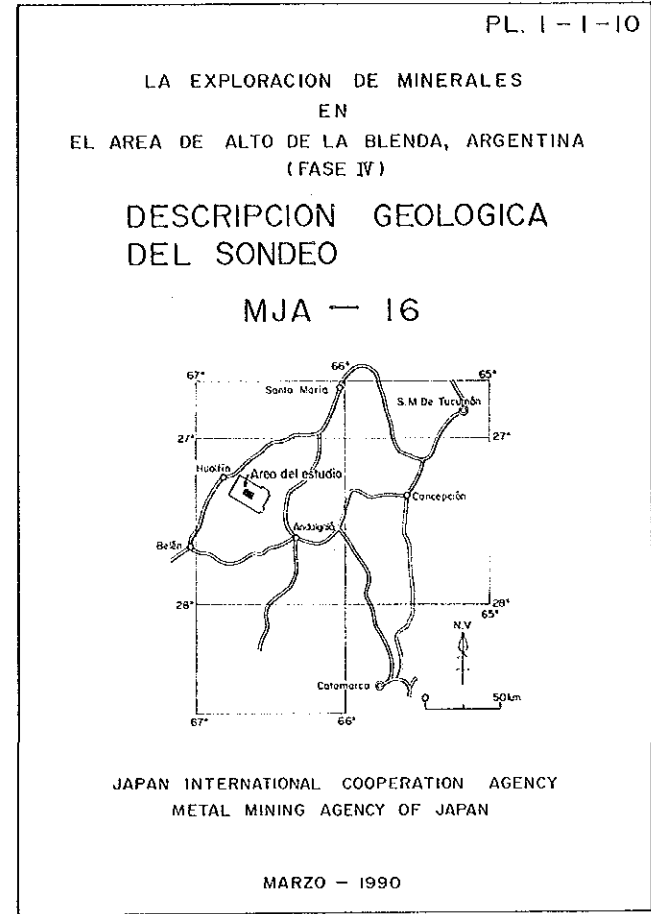 PL. 1-1-10
LA EXPLORACION DE MINERALES
EN
EL AREA DE ALTO DE LA BLENDA, ARGENTINA
(FASE IV)
DESCRIPCION GEOLOGICA
DEL SONDEO
MJA — 16
67° 66° 65°
Santa María
S.M. De Tucumán
27° 27°
Hualfin
Area del estudio
Concepción
Andalgalá
Belén
28° 28°
65°
N.V
Catamarca
0 50km
67° 66°
JAPAN INTERNATIONAL COOPERATION AGENCY
METAL MINING AGENCY OF JAPAN
MARZO – 1990